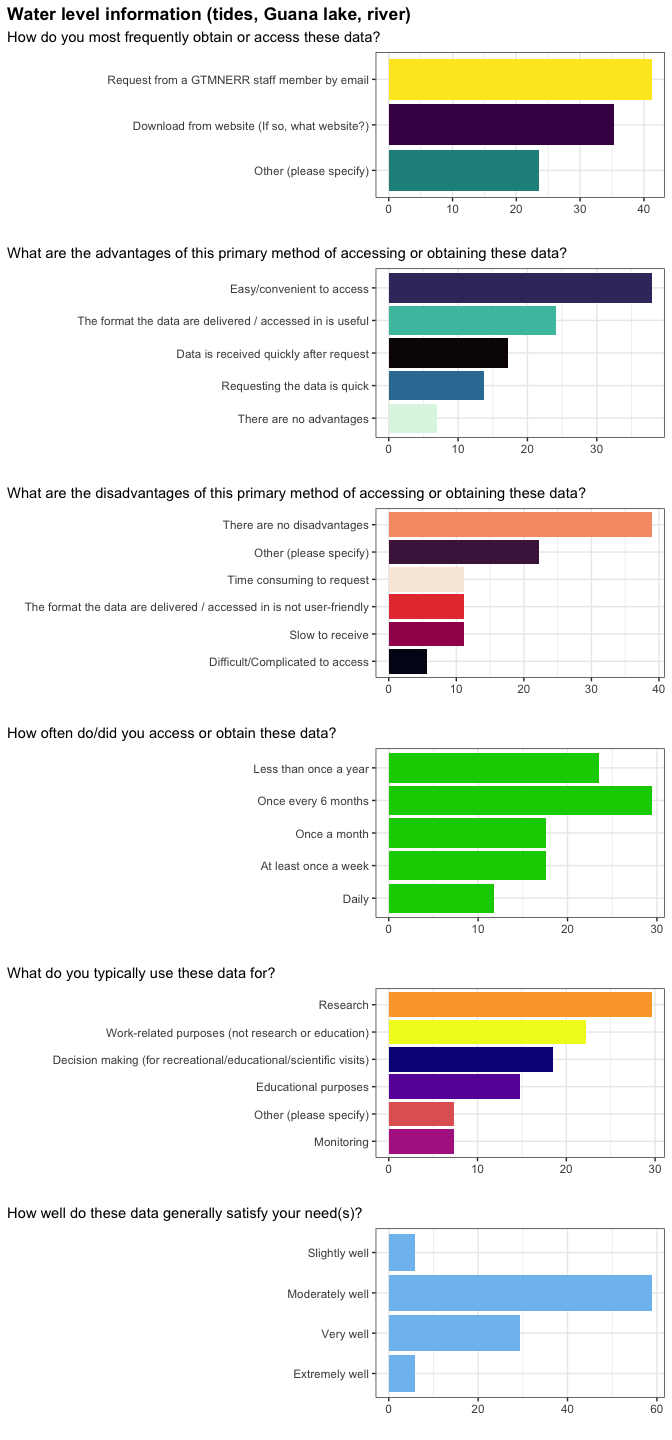 Water level information (tides, Guana lake, river)
How do you most frequently obtain or access these data?
Request from a GTMNERR staff member by email
Download from website (If so, what website?)
Other (please specify)
0 10 20 30 40
What are the advantages of this primary method of accessing or obtaining these data?
Easy/convenient to access
The format the data are delivered / accessed in is useful
Data is received quickly after request
Requesting the data is quick
There are no advantages
0 10 20 30
What are the disadvantages of this primary method of accessing or obtaining these data?
There are no disadvantages
Other (please specify)
Time consuming to request
The format the data are delivered / accessed in is not user-friendly
Slow to receive
Difficult/Complicated to access
0 10 20 30 40
How often do/did you access or obtain these data?
Less than once a year
Once every 6 months
Once a month
At least once a week
Daily
0 10 20 30
What do you typically use these data for?
Research
Work-related purposes (not research or education)
Decision making (for recreational/educational/scientific visits)
Educational purposes
Other (please specify)
Monitoring
0 10 20 30
How well do these data generally satisfy your need(s)?
Slightly well
Moderately well
Very well
Extremely well
0 20 40 60